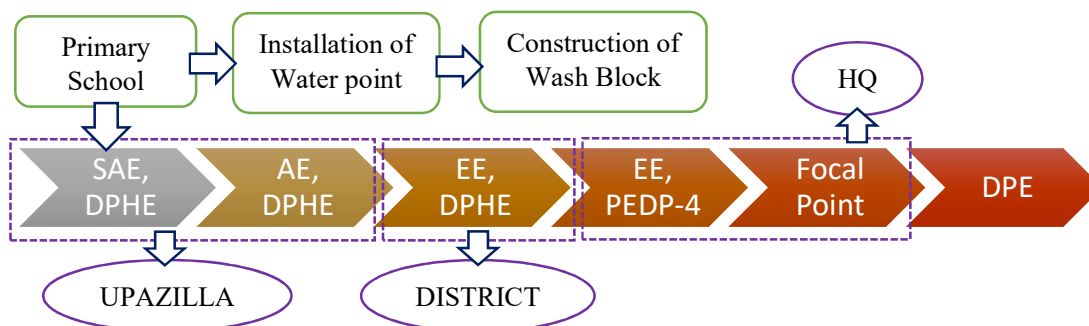 Primary
School
Installation of
Water point
Construction of
Wash Block
HQ
SAE,
DPHE
AE,
DPHE
EE,
DPHE
EE,
PEDP-4
Focal
Point
DPE
UPAZILLA
DISTRICT